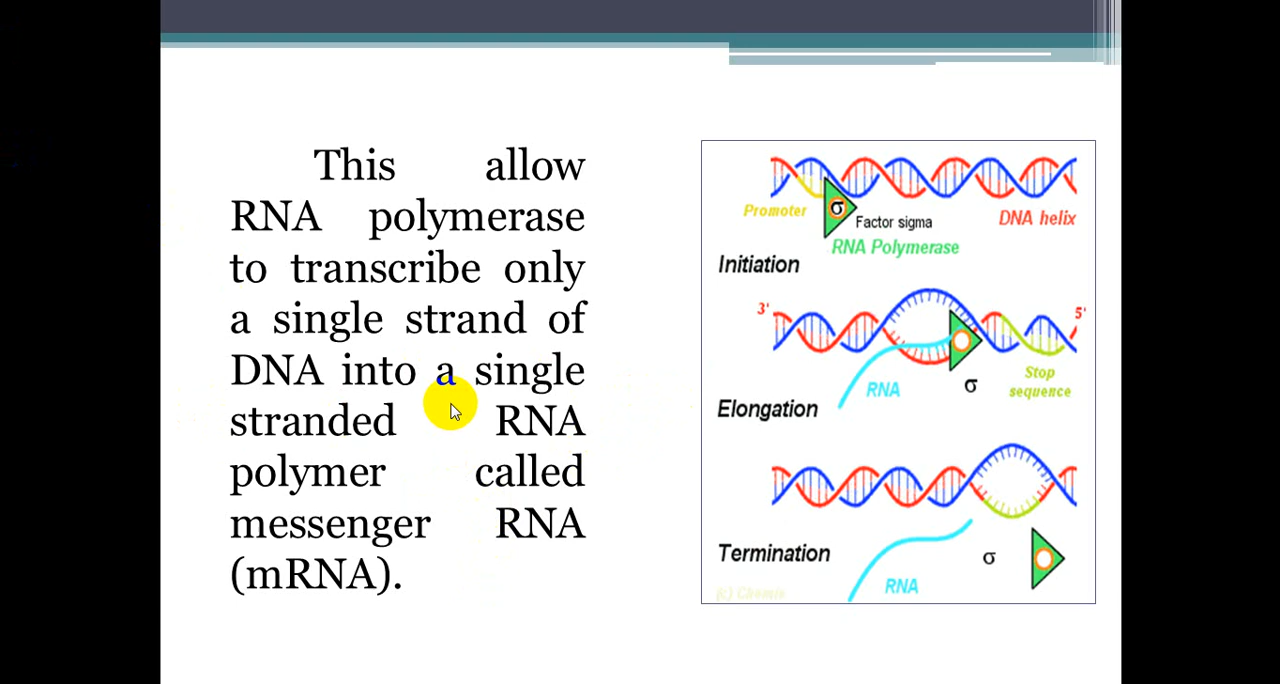 This allow
RNA polymerase
to transcribe only
a single strand of
DNA into a single
stranded RNA
polymer called
messenger RNA
(mRNA).
σ
Promoter
Factor sigma
DNA helix
RNA Polymerase
Initiation
3'
5'
RNA
σ
Stop
sequence
Elongation
Termination
σ
RNA
(c) Chemis